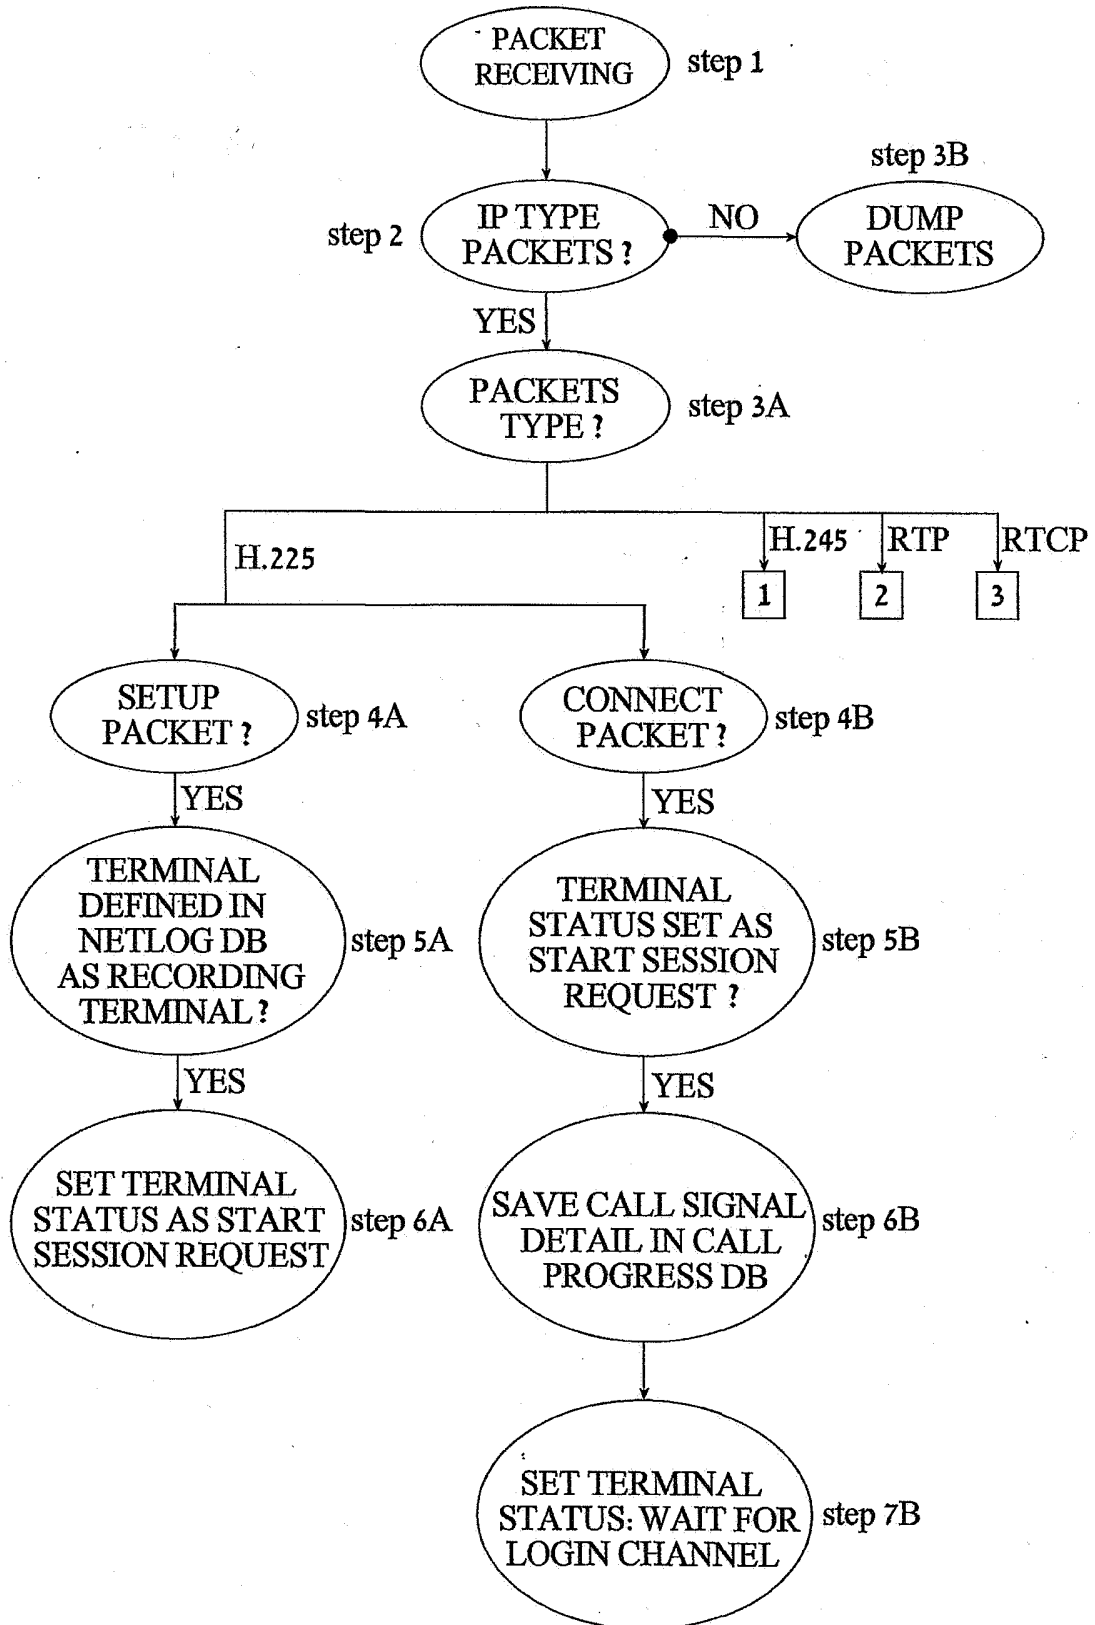 PACKET
RECEIVING
step 1
step 3B
step 2
IP TYPE
PACKETS ?
NO
DUMP
PACKETS
YES
PACKETS
TYPE ?
step 3A
H.225
H.245
RTP
RTCP
1
2
3
SETUP
PACKET ?
step 4A
CONNECT
PACKET ?
step 4B
YES
YES
TERMINAL
DEFINED IN
NETLOG DB
AS RECORDING
TERMINAL ?
step 5A
TERMINAL
STATUS SET AS
START SESSION
REQUEST ?
step 5B
YES
YES
SET TERMINAL
STATUS AS START
SESSION REQUEST
step 6A
SAVE CALL SIGNAL
DETAIL IN CALL
PROGRESS DB
step 6B
SET TERMINAL
STATUS: WAIT FOR
LOGIN CHANNEL
step 7B